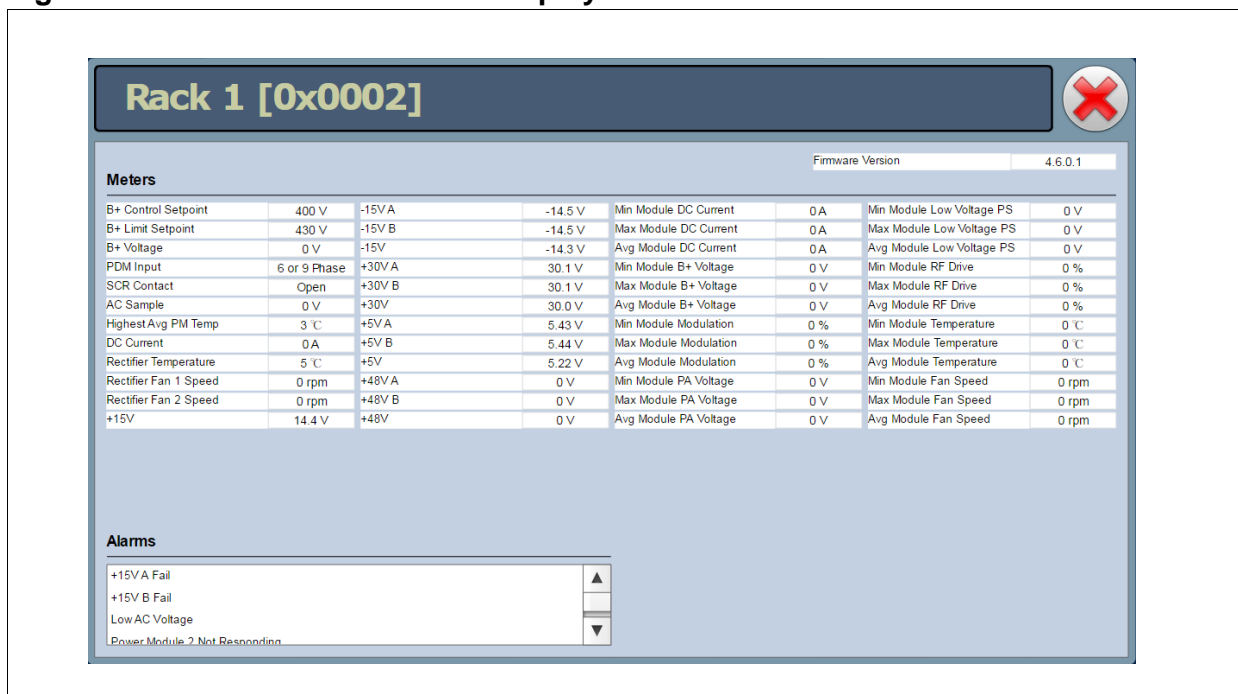 Rack 1 [0x0002]
Firmware Version 4.6.0.1
Meters
B+ Control Setpoint 400 V -15V A -14.5 V Min Module DC Current 0 A Min Module Low Voltage PS 0 V
B+ Limit Setpoint 430 V -15V B -14.5 V Max Module DC Current 0 A Max Module Low Voltage PS 0 V
B+ Voltage 0 V -15V -14.3 V Avg Module DC Current 0 A Avg Module Low Voltage PS 0 V
PDM Input 6 or 9 Phase +30V A 30.1 V Min Module B+ Voltage 0 V Min Module RF Drive 0 %
SCR Contact Open +30V B 30.1 V Max Module B+ Voltage 0 V Max Module RF Drive 0 %
AC Sample 0 V +30V 30.0 V Avg Module B+ Voltage 0 V Avg Module RF Drive 0 %
Highest Avg PM Temp 3 ℃ +5V A 5.43 V Min Module Modulation 0 % Min Module Temperature 0 ℃
DC Current 0 A +5V B 5.44 V Max Module Modulation 0 % Max Module Temperature 0 ℃
Rectifier Temperature 5 ℃ +5V 5.22 V Avg Module Modulation 0 % Avg Module Temperature 0 ℃
Rectifier Fan 1 Speed 0 rpm +48V A 0 V Min Module PA Voltage 0 V Min Module Fan Speed 0 rpm
Rectifier Fan 2 Speed 0 rpm +48V B 0 V Max Module PA Voltage 0 V Max Module Fan Speed 0 rpm
+15V 14.4 V +48V 0 V Avg Module PA Voltage 0 V Avg Module Fan Speed 0 rpm
Alarms
+15V A Fail
+15V B Fail
Low AC Voltage
Power Module 2 Not Responding